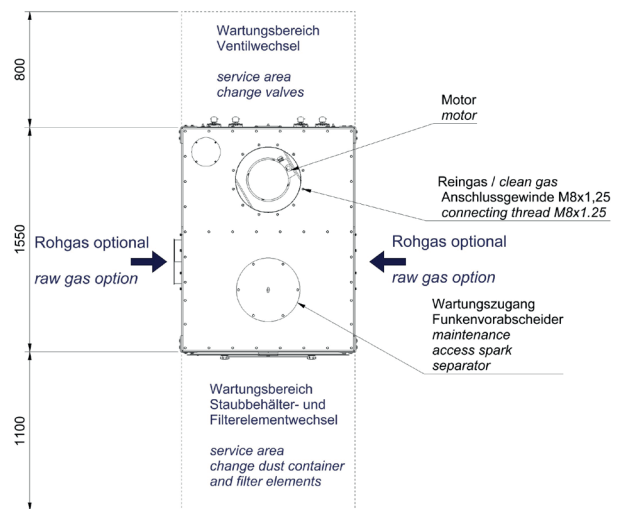 800
Wartungsbereich
Ventilwechsel
service area
change valves
Motor
motor
Reingas / clean gas
Anschlussgewinde M8x1,25
connecting thread M8x1.25
1550
Rohgas optional
raw gas option
Rohgas optional
raw gas option
Wartungszugang
Funkenvorabscheider
maintenance
access spark
separator
1100
Wartungsbereich
Staubbehälter- und
Filterelementwechsel
service area
change dust container
and filter elements